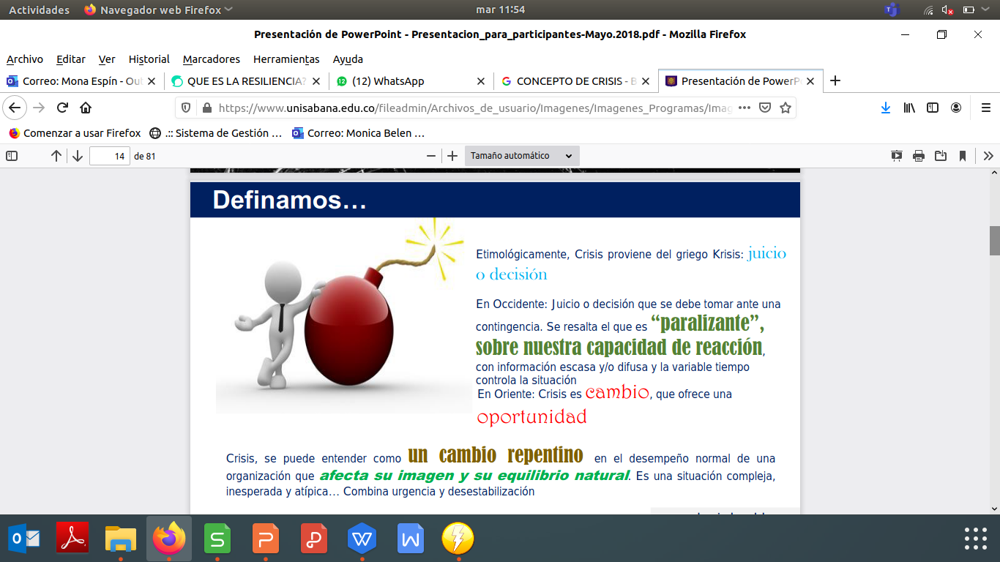 Actividades Navegador web Firefox mar 11:54
Presentación de PowerPoint - Presentacion_para_participantes-Mayo.2018.pdf - Mozilla Firefox
Archivo Editar Ver Historial Marcadores Herramientas Ayuda
Correo: Mona Espín - Ou QUE ES LA RESILIENCIA? (12) WhatsApp CONCEPTO DE CRISIS - B Presentación de PowerP
https://www.unisabana.edu.co/fileadmin/Archivos_de_usuario/Imagenes/Imagenes_Programas/Imag
Comenzar a usar Firefox .:: Sistema de Gestión … Correo: Monica Belen …
14 de 81 Tamaño automático
Definamos…
Etimológicamente, Crisis proviene del griego Krisis: juicio
o decisión
En Occidente: Juicio o decisión que se debe tomar ante una
contingencia. Se resalta el que es “paralizante”,
sobre nuestra capacidad de reacción,
con información escasa y/o difusa y la variable tiempo
controla la situación
En Oriente: Crisis es cambio, que ofrece una
oportunidad
Crisis, se puede entender como un cambio repentino en el desempeño normal de una
organización que afecta su imagen y su equilibrio natural. Es una situación compleja,
inesperada y atípica… Combina urgencia y desestabilización